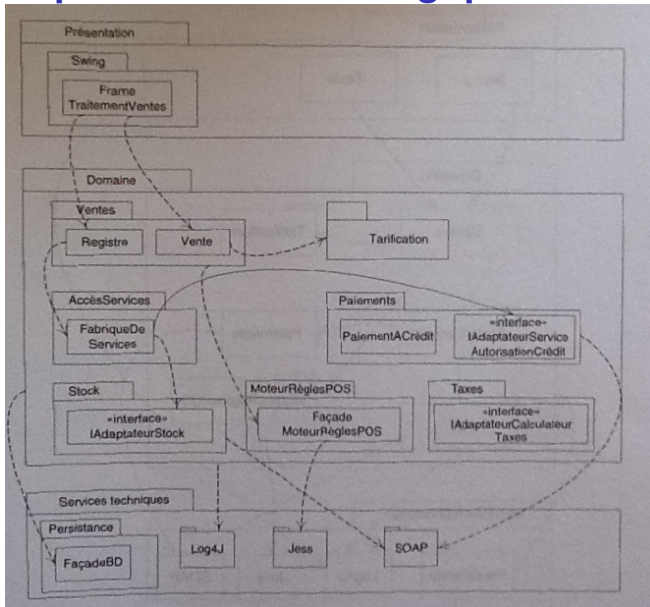 Présentation
Swing
Frame
TraitementVentes
Domaine
Ventes
Registre
Vente
Tarification
AccèsServices
FabriqueDe
Services
Paiements
PaiementACrédit
«interface»
IAdaptateurService
AutorisationCrédit
Stock
«interface»
IAdaptateurStock
MoteurRèglesPOS
Façade
MoteurRèglesPOS
Taxes
«interface»
IAdaptateurCalculateur
Taxes
Services techniques
Persistance
FaçadeBD
Log4J
Jess
SOAP